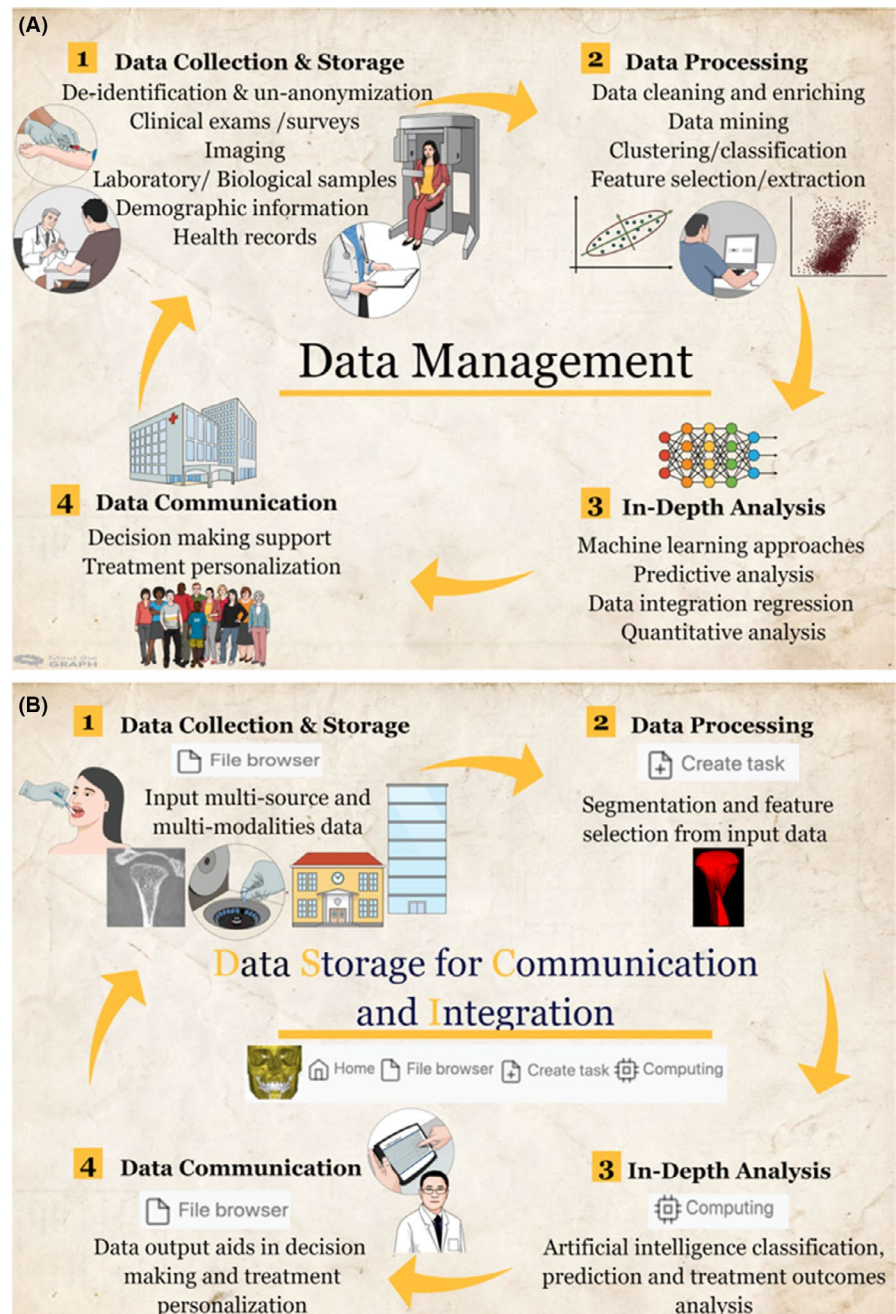 (A)
1 Data Collection & Storage
De-identification & un-anonymization
Clinical exams /surveys
Imaging
Laboratory/ Biological samples
Demographic information
Health records
2 Data Processing
Data cleaning and enriching
Data mining
Clustering/classification
Feature selection/extraction
Data Management
4 Data Communication
Decision making support
Treatment personalization
3 In-Depth Analysis
Machine learning approaches
Predictive analysis
Data integration regression
Quantitative analysis
Mind the
GRAPH
(B)
1 Data Collection & Storage
File browser
Input multi-source and
multi-modalities data
2 Data Processing
Create task
Segmentation and feature
selection from input data
Data Storage for Communication
and Integration
Home File browser Create task Computing
4 Data Communication
File browser
Data output aids in decision
making and treatment
personalization
3 In-Depth Analysis
Computing
Artificial intelligence classification,
prediction and treatment outcomes
analysis